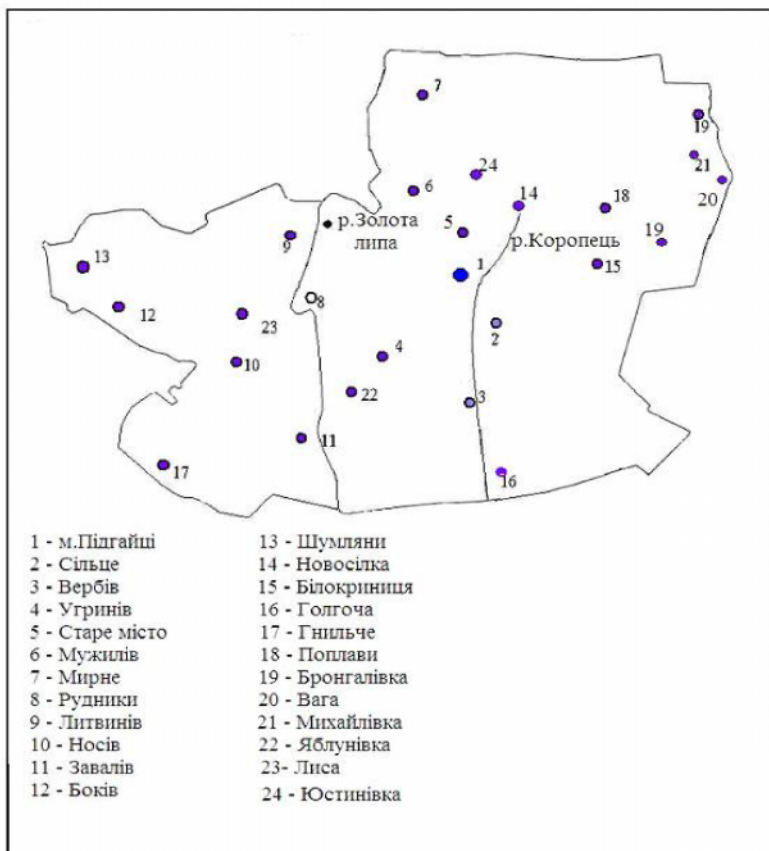 7
19
24
21
6
20
14
18
р.Золота
липа
5
9
р.Коропець
19
13
1
15
8
12
23
2
4
10
22
3
11
17
16
1 - м.Підгайці
2 - Сільце
3 - Вербів
4 - Угринів
5 - Старе місто
6 - Мужилів
7 - Мирне
8 - Рудники
9 - Литвинів
10 - Носів
11 - Завалів
12 - Боків
13 - Шумляни
14 - Новосілка
15 - Білокриниця
16 - Голгоча
17 - Гнильче
18 - Поплави
19 - Бронгалівка
20 - Вага
21 - Михайлівка
22 - Яблунівка
23- Лиса
24 - Юстинівка